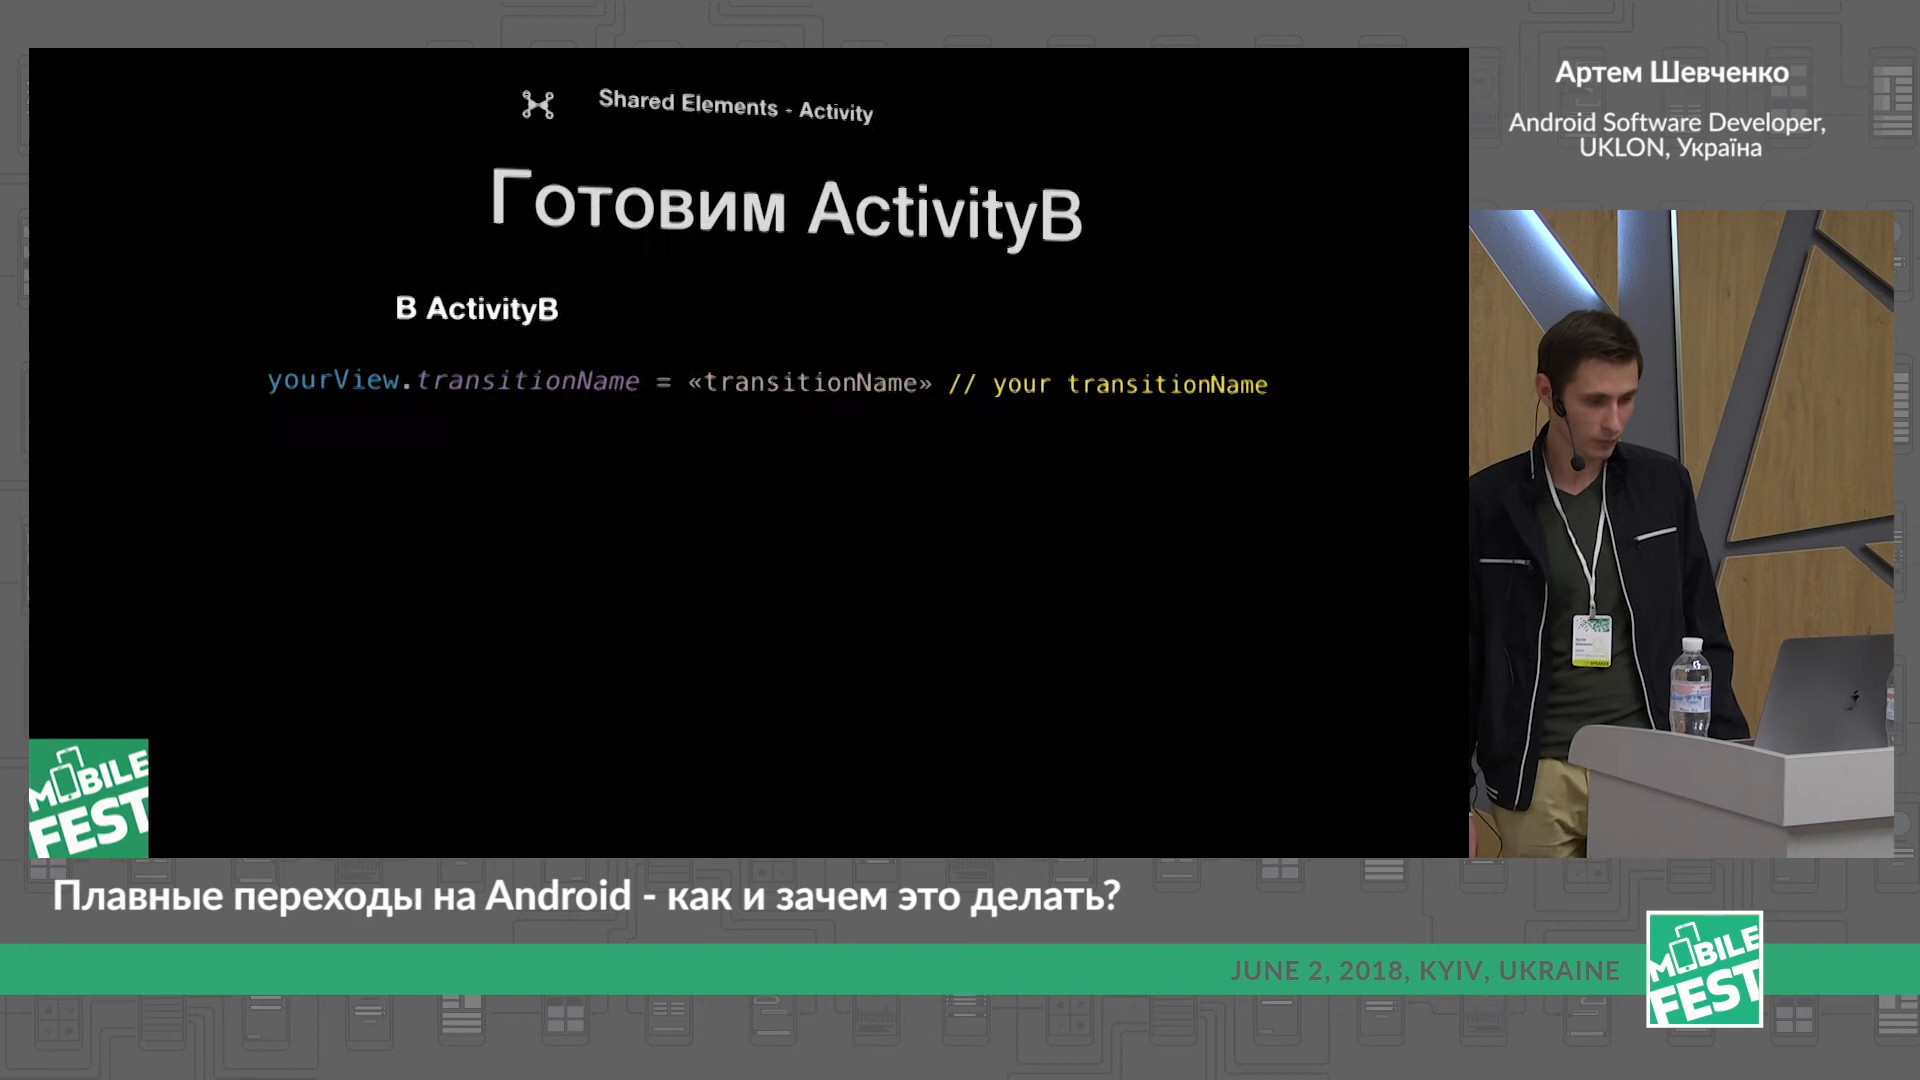 Shared Elements - Activity
Готовим ActivityB
В ActivityB
yourView.transitionName = «transitionName» // your transitionName
Артем Шевченко
Android Software Developer,
UKLON, Україна
SPEAKER
MOBILE
FEST
Плавные переходы на Android - как и зачем это делать?
JUNE 2, 2018, KYIV, UKRAINE
MOBILE
FEST